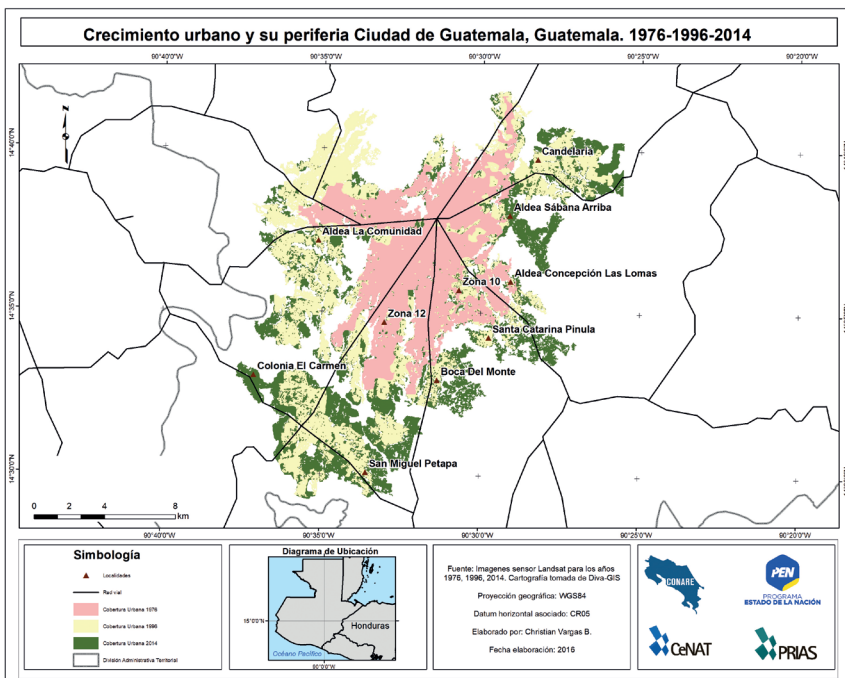 Crecimiento urbano y su periferia Ciudad de Guatemala, Guatemala. 1976-1996-2014
90°40'0"W 90°35'0"W 90°30'0"W 90°25'0"W 90°20'0"W
N
14°40'0"N
14°35'0"N
14°30'0"N
Candelaria
Aldea Sábana Arriba
Aldea La Comunidad
Aldea Concepción Las Lomas
Zona 10
Zona 12
Santa Catarina Pinula
Colonia El Carmen
Boca Del Monte
San Miguel Petapa
0 2 4 8
km
90°40'0"W 90°35'0"W 90°30'0"W 90°25'0"W 90°20'0"W
Simbología
Localidades
Red vial
Cobertura Urbana 1976
Cobertura Urbana 1996
Cobertura Urbana 2014
División Administrativa Territorial
Diagrama de Ubicación
15°0'0"N
Honduras
Océano Pacífico
90°0'0"W
Fuente: Imagenes sensor Landsat para los años
1976, 1996, 2014. Cartografía tomada de Diva-GIS
Proyección geográfica: WGS84
Datum horizontal asociado: CR05
Elaborado por: Christian Vargas B.
Fecha elaboración: 2015
CONARE
PEN
PROGRAMA
ESTADO DE LA NACIÓN
CeNAT
PRIAS